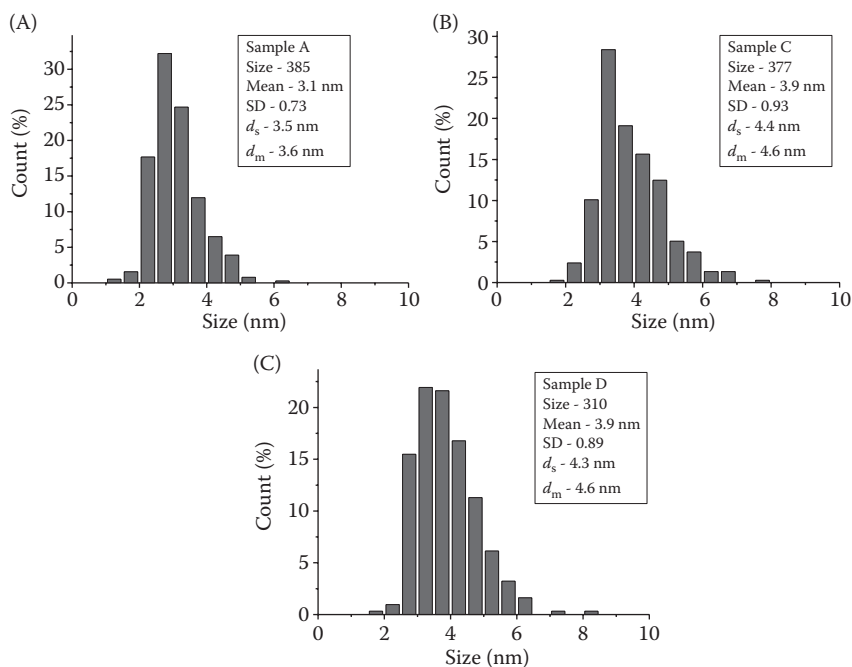 (A)
Count (%)
30
25
20
15
10
5
0
Sample A
Size - 385
Mean - 3.1 nm
SD - 0.73
ds - 3.5 nm
dm - 3.6 nm
0 2 4 6 8 10
Size (nm)
(B)
Count (%)
30
25
20
15
10
5
0
Sample C
Size - 377
Mean - 3.9 nm
SD - 0.93
ds - 4.4 nm
dm - 4.6 nm
0 2 4 6 8 10
Size (nm)
(C)
Count (%)
20
15
10
5
0
Sample D
Size - 310
Mean - 3.9 nm
SD - 0.89
ds - 4.3 nm
dm - 4.6 nm
0 2 4 6 8 10
Size (nm)